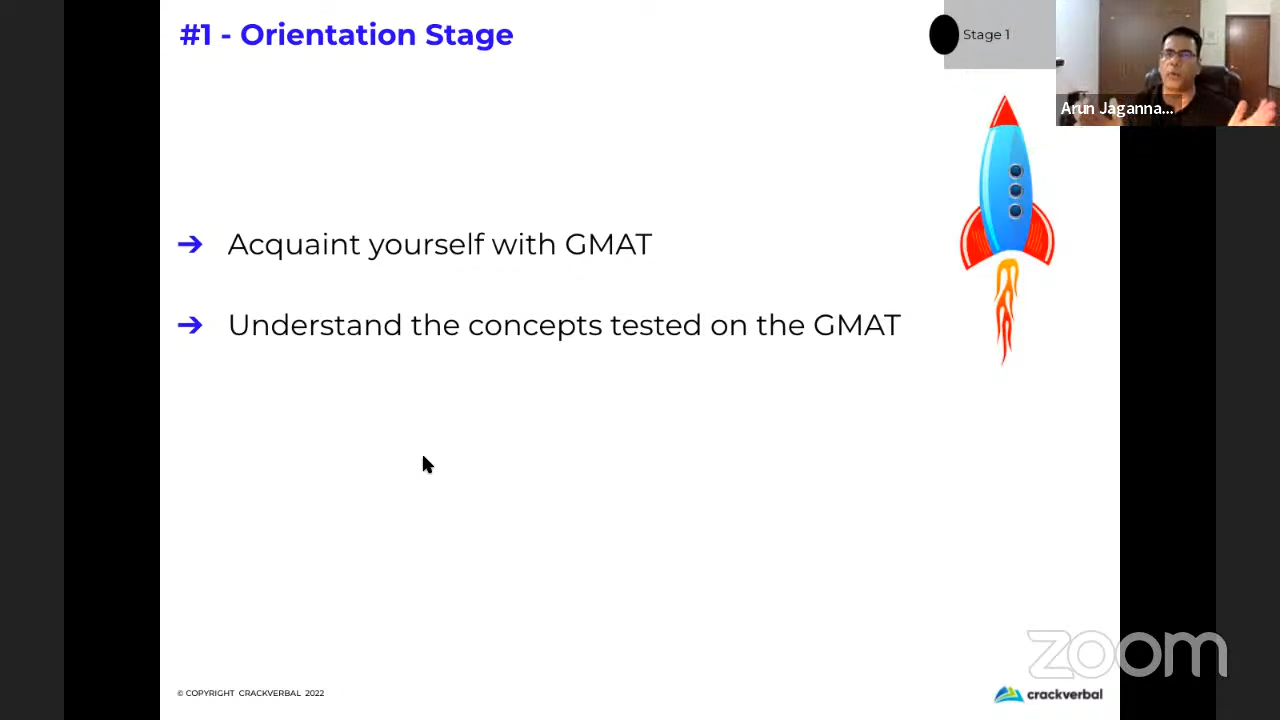 #1 - Orientation Stage
Stage 1
Arun Jaganna...
➔ Acquaint yourself with GMAT
➔ Understand the concepts tested on the GMAT
zoom
© COPYRIGHT CRACKVERBAL 2022
crackverbal